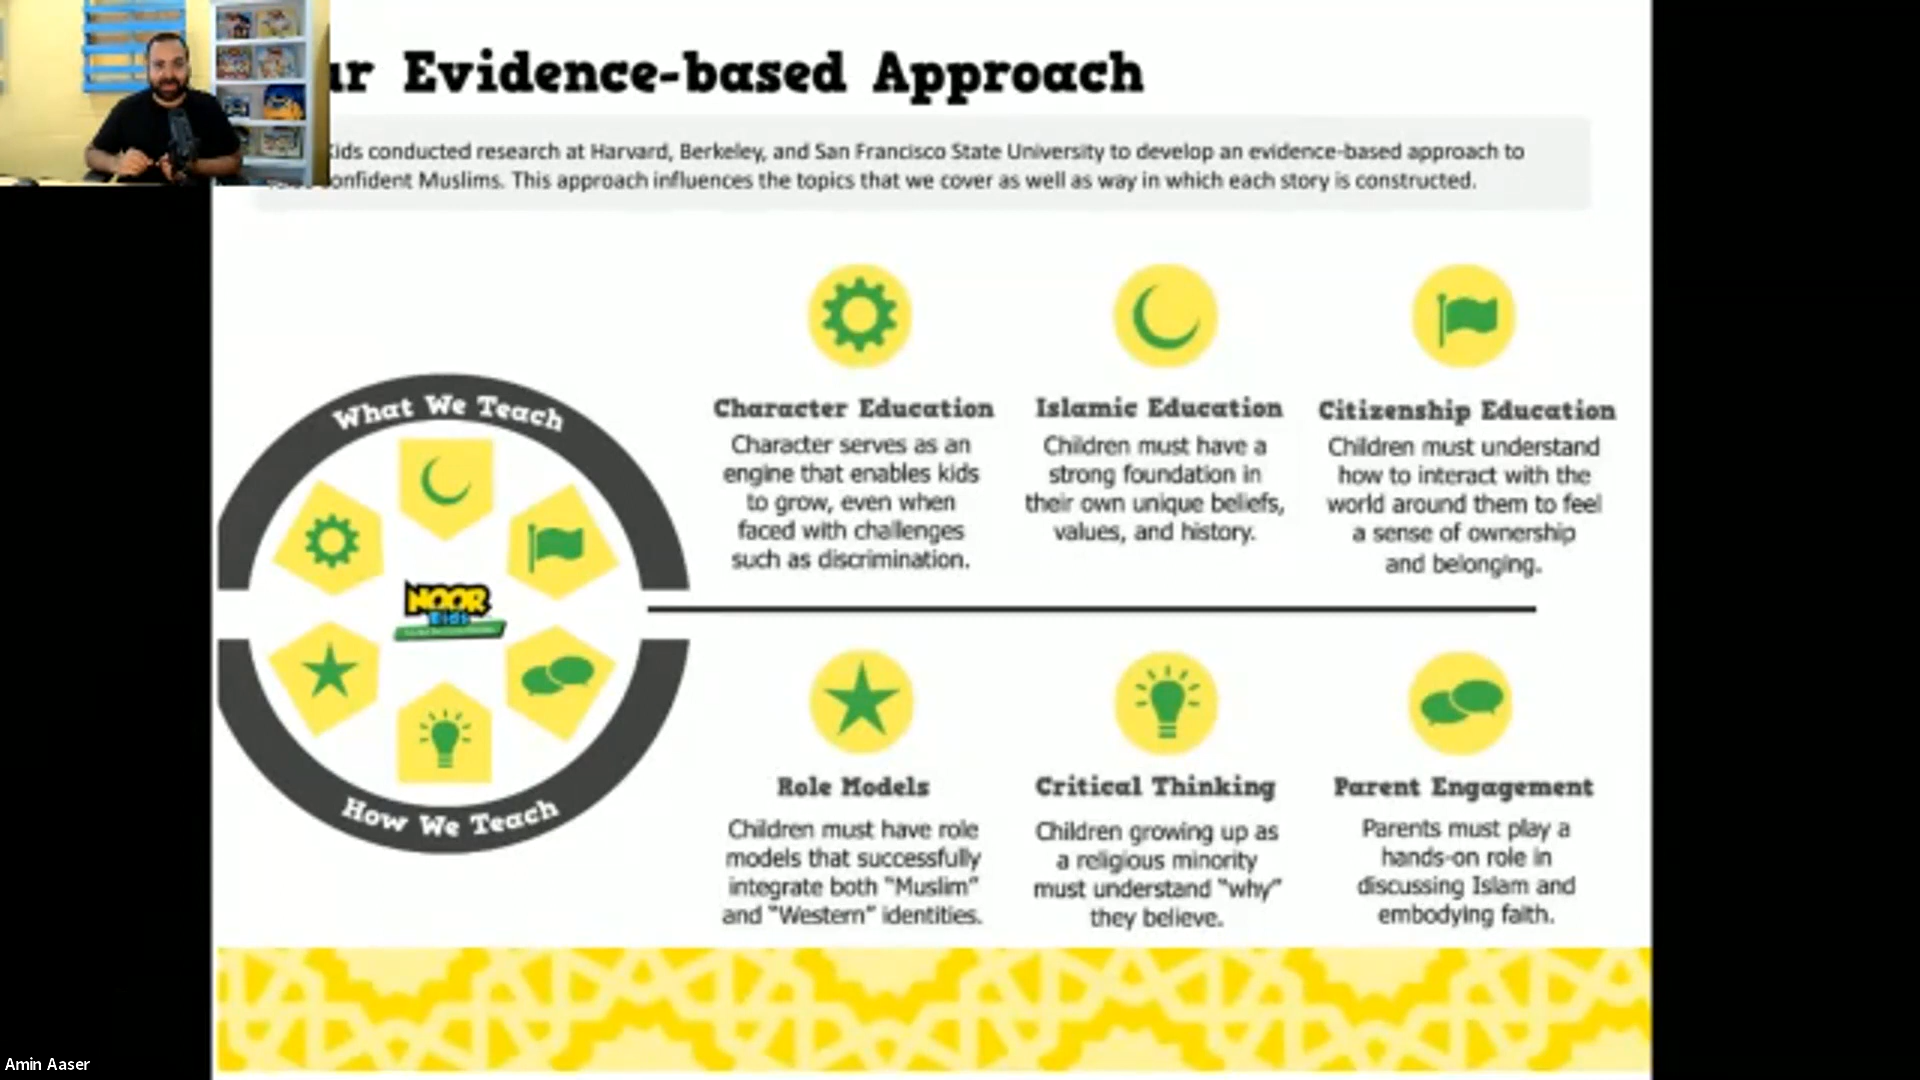 ur Evidence-based Approach
Kids conducted research at Harvard, Berkeley, and San Francisco State University to develop an evidence-based approach to
onfident Muslims. This approach influences the topics that we cover as well as way in which each story is constructed.
What We Teach
NOOR
Kids
How We Teach
Character Education
Character serves as an
engine that enables kids
to grow, even when
faced with challenges
such as discrimination.
Islamic Education
Children must have a
strong foundation in
their own unique beliefs,
values, and history.
Citizenship Education
Children must understand
how to interact with the
world around them to feel
a sense of ownership
and belonging.
Role Models
Children must have role
models that successfully
integrate both "Muslim"
and "Western" identities.
Critical Thinking
Children growing up as
a religious minority
must understand "why"
they believe.
Parent Engagement
Parents must play a
hands-on role in
discussing Islam and
embodying faith.
Amin Aaser